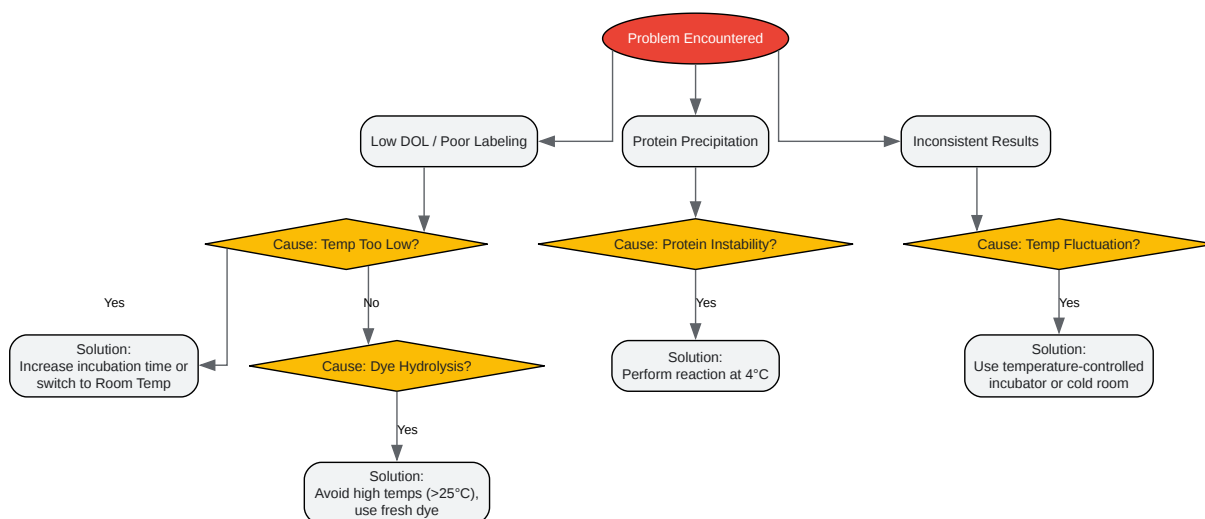 Problem Encountered
Low DOL / Poor Labeling
Protein Precipitation
Inconsistent Results
Cause: Temp Too Low?
Cause: Protein Instability?
Cause: Temp Fluctuation?
Yes
No
Yes
Yes
Solution:
Increase incubation time or
switch to Room Temp
Cause: Dye Hydrolysis?
Solution:
Perform reaction at 4°C
Solution:
Use temperature-controlled
incubator or cold room
Yes
Solution:
Avoid high temps (>25°C),
use fresh dye